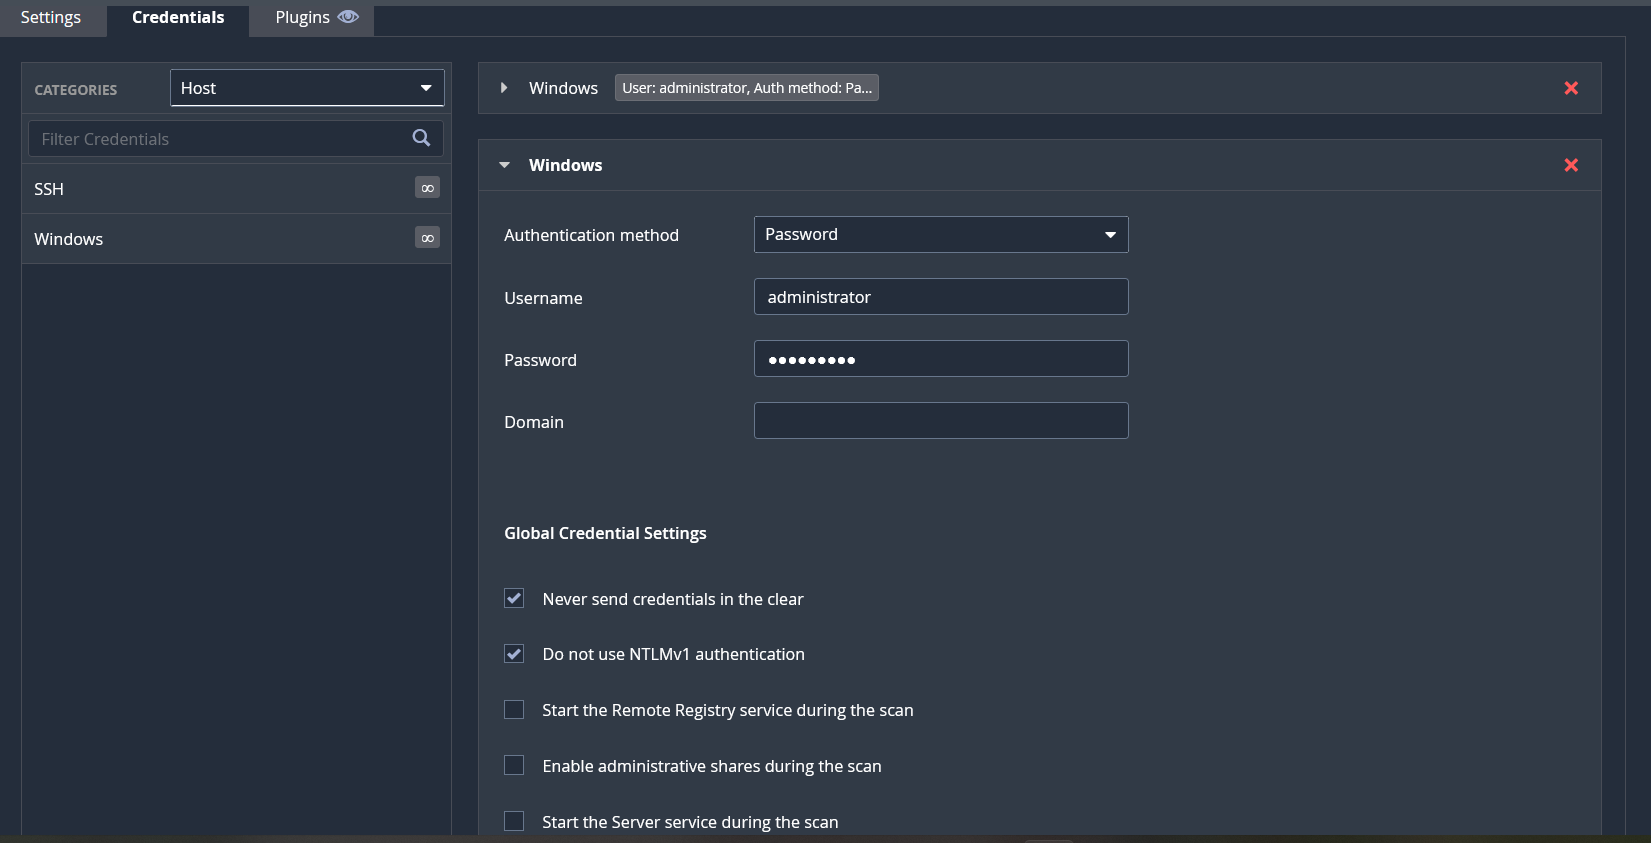 Settings
Credentials
Plugins
CATEGORIES
Host
Filter Credentials
SSH
∞
Windows
∞
Windows
User: administrator, Auth method: Pa...
Windows
Authentication method
Password
Username
administrator
Password
Domain
Global Credential Settings
Never send credentials in the clear
Do not use NTLMv1 authentication
Start the Remote Registry service during the scan
Enable administrative shares during the scan
Start the Server service during the scan